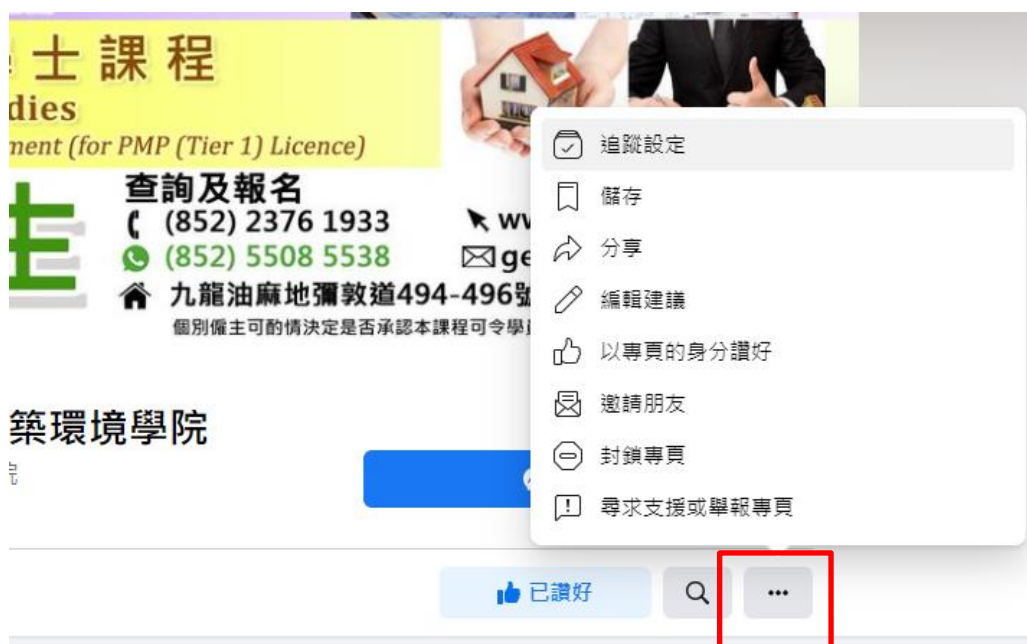 士課程
dies
ment (for PMP (Tier 1) Licence)
查詢及報名
(852) 2376 1933
(852) 5508 5538
九龍油麻地彌敦道494-496號
個別僱主可酌情決定是否承認本課程可令學員
追蹤設定
儲存
分享
編輯建議
以專頁的身分讚好
邀請朋友
封鎖專頁
尋求支援或舉報專頁
築環境學院
院
已讚好